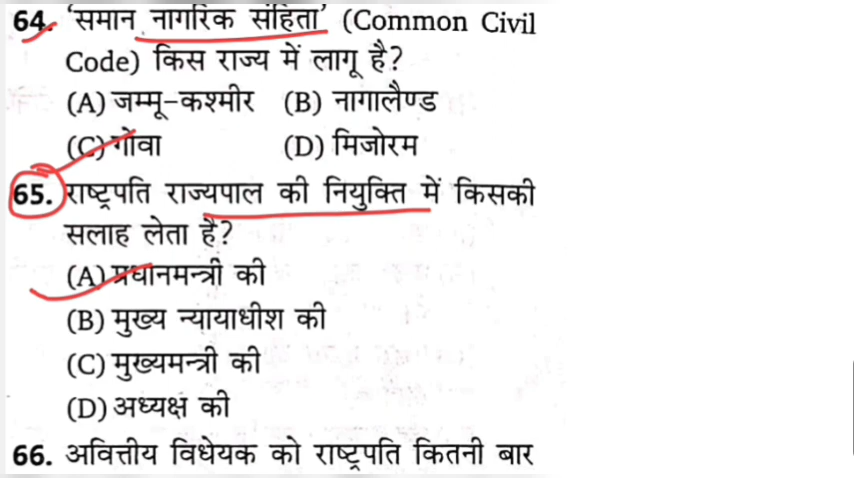 64. 'समान नागरिक संहिता' (Common Civil
Code) किस राज्य में लागू है?
(A) जम्मू-कश्मीर (B) नागालैण्ड
(C) गोवा (D) मिजोरम
65. राष्ट्रपति राज्यपाल की नियुक्ति में किसकी
सलाह लेता है?
(A) प्रधानमन्त्री की
(B) मुख्य न्यायाधीश की
(C) मुख्यमन्त्री की
(D) अध्यक्ष की
66. अवित्तीय विधेयक को राष्ट्रपति कितनी बार